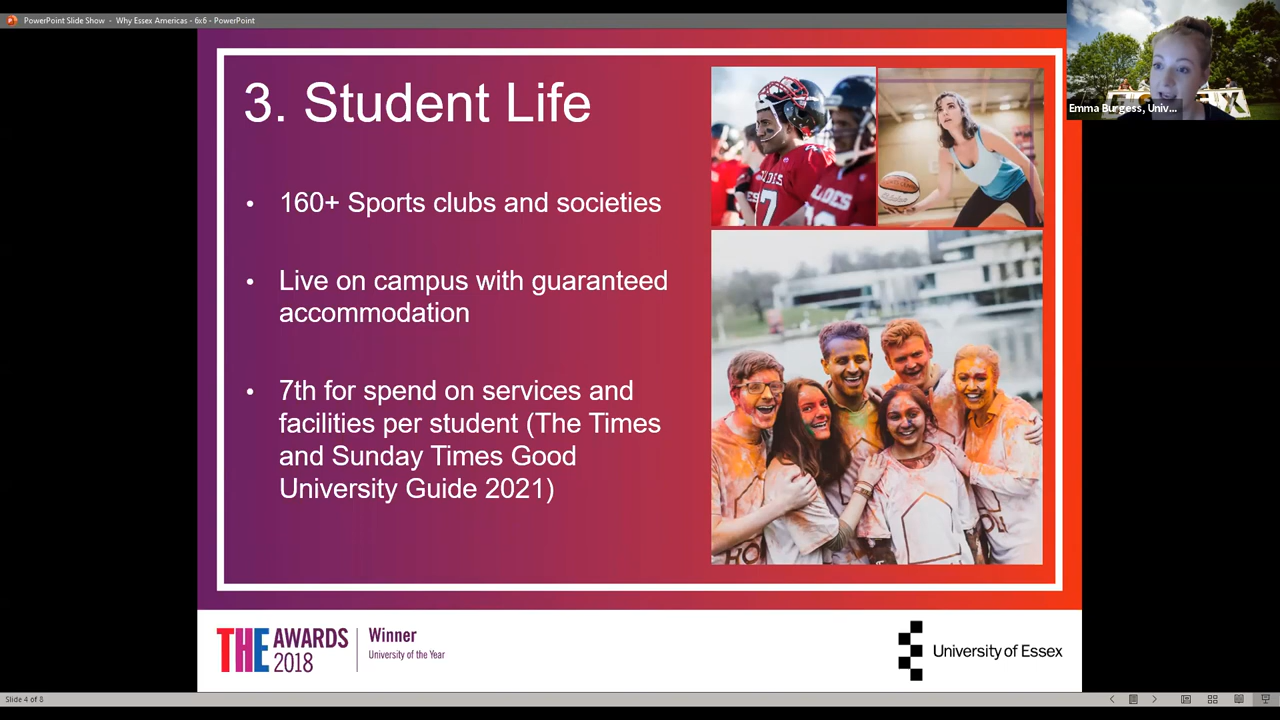 PowerPoint Slide Show - Why Essex Americas - 6x6 - PowerPoint
Emma Burgess, Univ...
3. Student Life
• 160+ Sports clubs and societies
• Live on campus with guaranteed
accommodation
• 7th for spend on services and
facilities per student (The Times
and Sunday Times Good
University Guide 2021)
THE AWARDS
2018
Winner
University of the Year
University of Essex
Slide 4 of 8